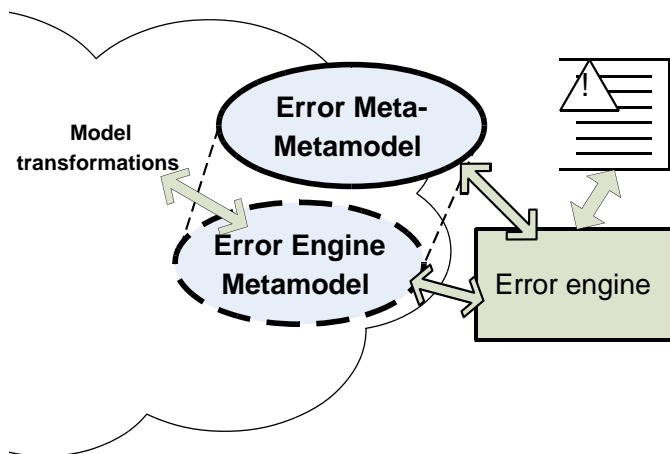 Error Meta-
Metamodel
!
Model
transformations
Error Engine
Metamodel
Error engine